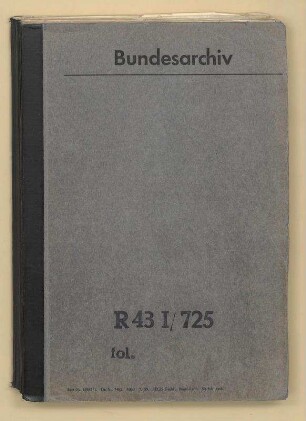 Bundesarchiv
R 43 I/725
fol.